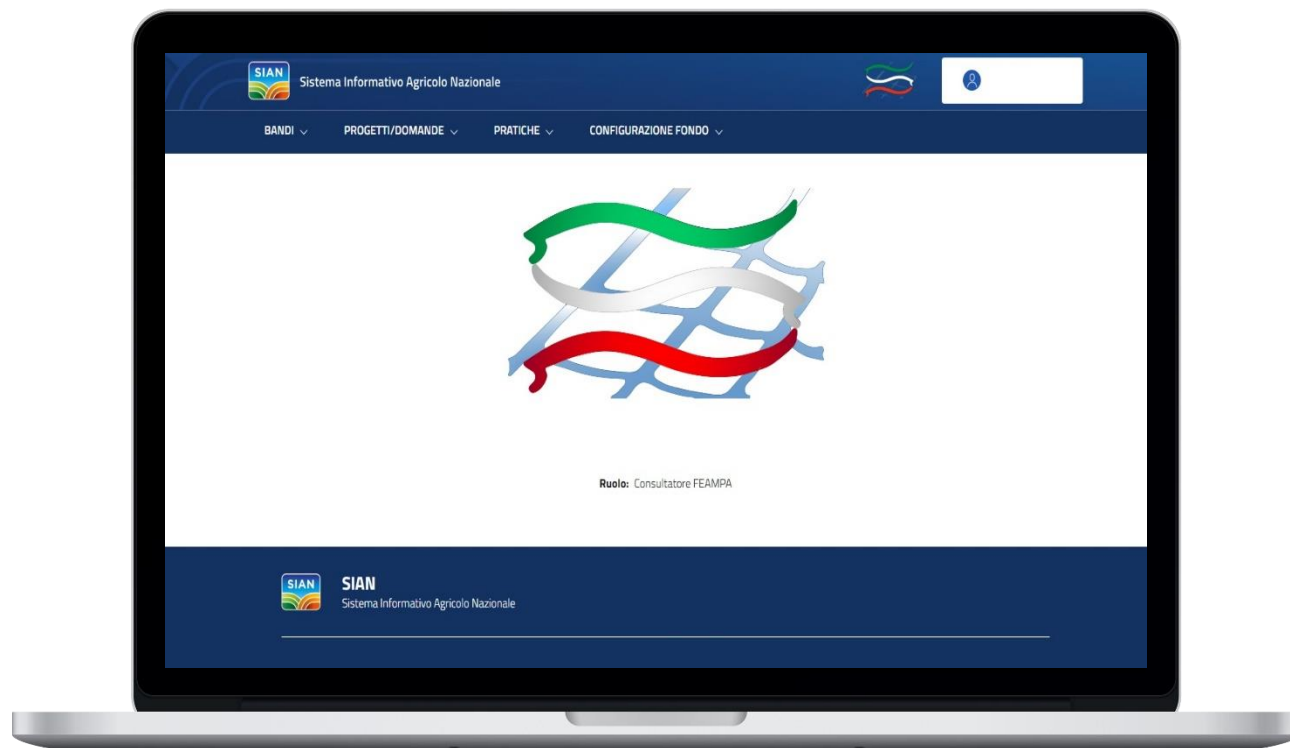 SIAN
Sistema Informativo Agricolo Nazionale
BANDI
PROGETTI/DOMANDE
PRATICHE
CONFIGURAZIONE FONDO
Ruolo: Consultatore FEAMPA
SIAN
SIAN
Sistema Informativo Agricolo Nazionale